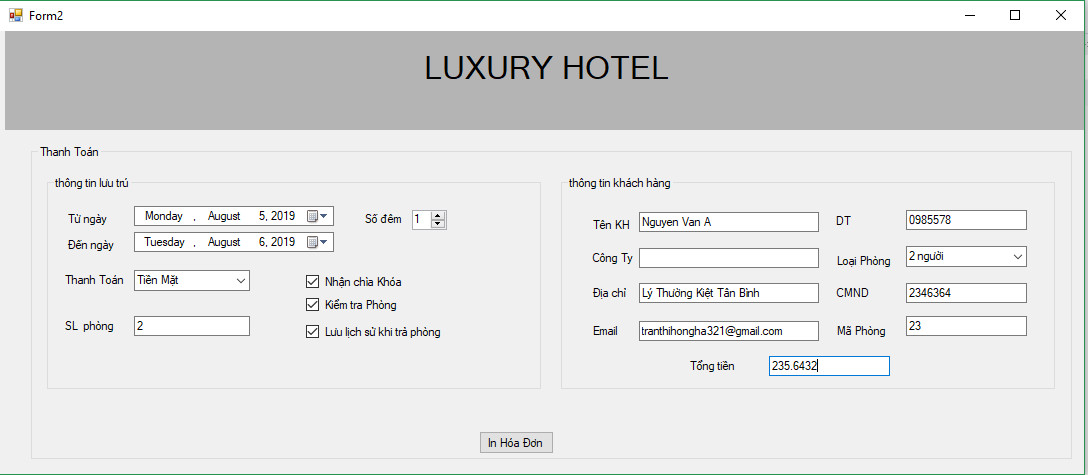 Form2
LUXURY HOTEL
Thanh Toán
thông tin lưu trú
Từ ngày Monday , August 5, 2019 Số đêm 1
Đến ngày Tuesday , August 6, 2019
Thanh Toán Tiền Mặt
Nhận chìa Khóa
Kiểm tra Phòng
SL phòng 2
Lưu lịch sử khi trả phòng
thông tin khách hàng
Tên KH Nguyen Van A DT 0985578
Công Ty Loại Phòng 2 người
Địa chỉ Lý Thường Kiệt Tân Bình CMND 2346364
Email tranthihongha321@gmail.com Mã Phòng 23
Tổng tiền 235.6432
In Hóa Đơn